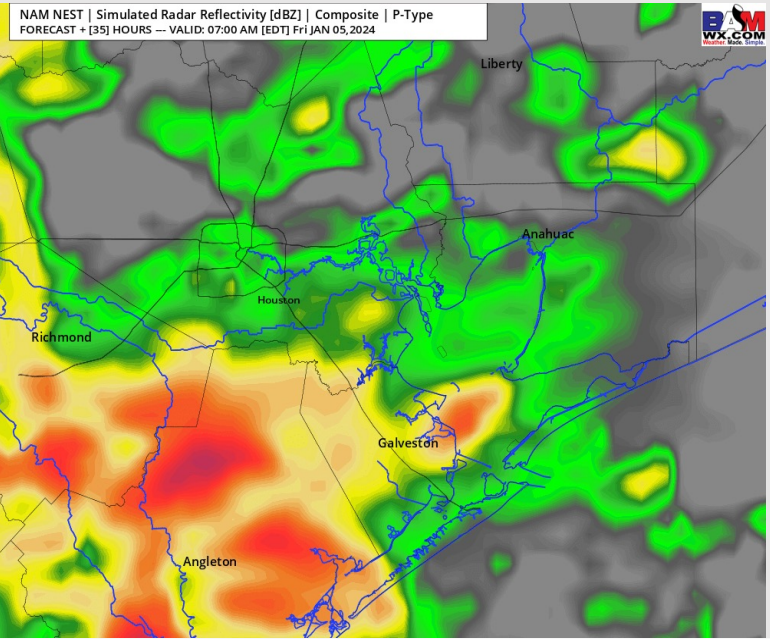 NAM NEST | Simulated Radar Reflectivity [dBZ] | Composite | P-Type
FORECAST + [35] HOURS --- VALID: 07:00 AM [EDT] Fri JAN 05,2024
BAM
WX.COM
Weather. Made. Simple.
Liberty
Anahuac
Houston
Richmond
Galveston
Angleton